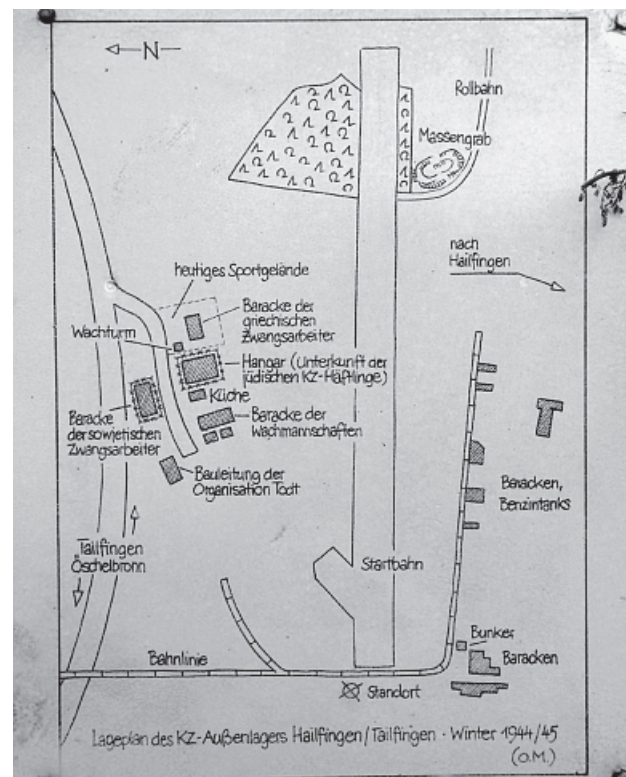 N
Rollbahn
Massengrab
nach
Hailfingen
heutiges Sportgelände
Baracke der
griechischen
Zwangsarbeiter
Wachturm
Hangar (Unterkunft der
jüdischen KZ-Häftlinge)
Küche
Baracke
der sowjetischen
Zwangsarbeiter
Baracke der
Wachmannschaften
Bauleitung der
Organisation Todt
Baracken,
Benzintanks
Tailfingen
Öschelbronn
Startbahn
Bunker
Baracken
Bahnlinie
Standort
Lageplan des KZ-Außenlagers Hailfingen/Tailfingen · Winter 1944/45
(O.M.)